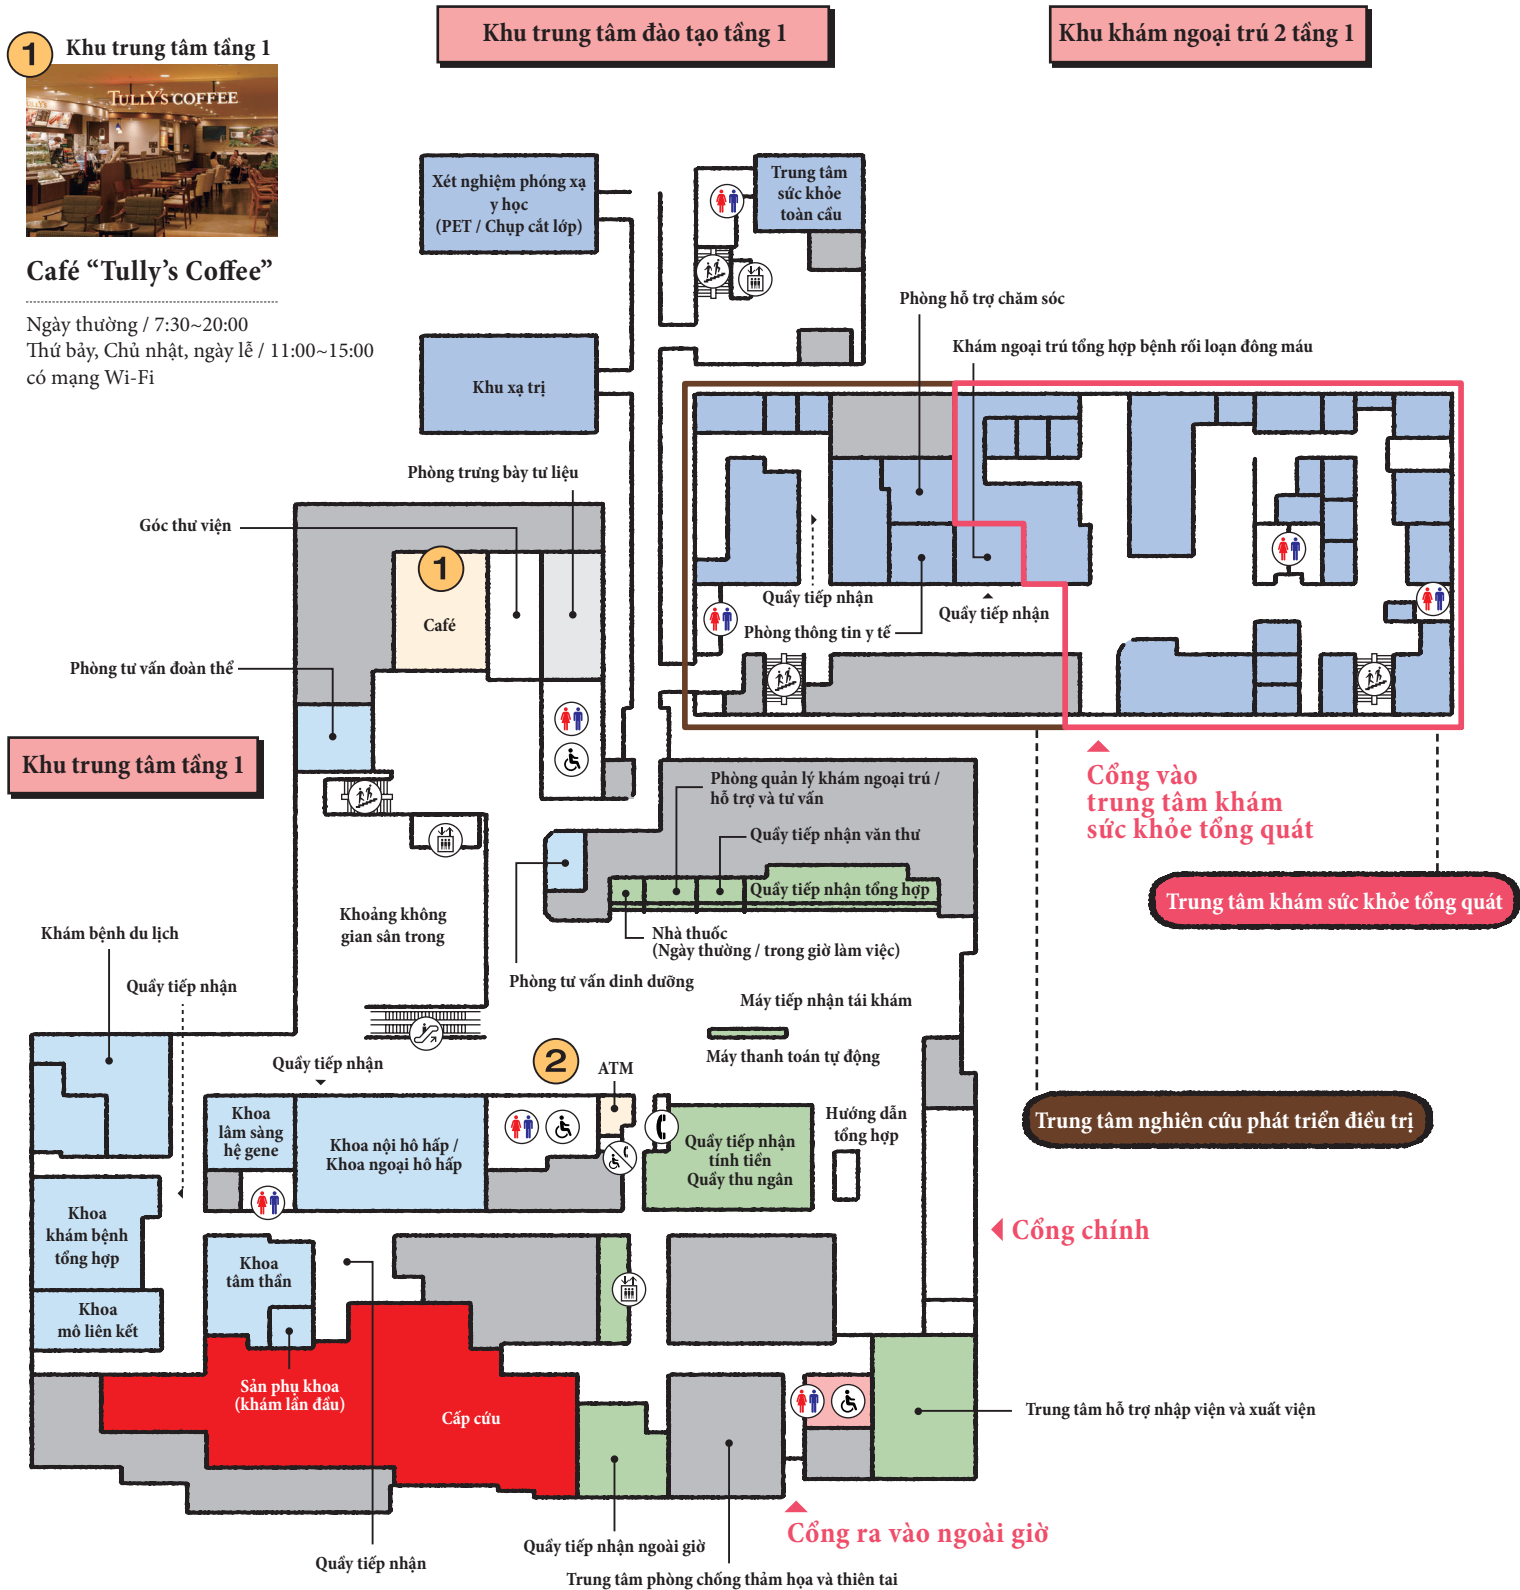 Khu trung tâm đào tạo tầng 1
Khu khám ngoại trú 2 tầng 1
1
Khu trung tâm tầng 1
TULLY'S COFFEE
Café “Tully’s Coffee”
Ngày thường / 7:30~20:00
Thứ bảy, Chủ nhật, ngày lễ / 11:00~15:00
có mạng Wi-Fi
Xét nghiệm phóng xạ
y học
(PET / Chụp cắt lớp)
Trung tâm
sức khỏe
toàn cầu
Phòng hỗ trợ chăm sóc
Khám ngoại trú tổng hợp bệnh rối loạn đông máu
Khu xạ trị
Phòng trưng bày tư liệu
Góc thư viện
1
Café
Quầy tiếp nhận
Quầy tiếp nhận
Phòng thông tin y tế
Phòng tư vấn đoàn thể
Khu trung tâm tầng 1
Cổng vào
trung tâm khám
sức khỏe tổng quát
Phòng quản lý khám ngoại trú /
hỗ trợ và tư vấn
Quầy tiếp nhận văn thư
Quầy tiếp nhận tổng hợp
Trung tâm khám sức khỏe tổng quát
Khoảng không
gian sân trong
Nhà thuốc
(Ngày thường / trong giờ làm việc)
Khám bệnh du lịch
Phòng tư vấn dinh dưỡng
Quầy tiếp nhận
Máy tiếp nhận tái khám
Máy thanh toán tự động
Quầy tiếp nhận
2
ATM
Khoa
lâm sàng
hệ gene
Khoa nội hô hấp /
Khoa ngoại hô hấp
Quầy tiếp nhận
tính tiền
Quầy thu ngân
Hướng dẫn
tổng hợp
Trung tâm nghiên cứu phát triển điều trị
Khoa
khám bệnh
tổng hợp
Cổng chính
Khoa
tâm thần
Khoa
mô liên kết
Sản phụ khoa
(khám lần đầu)
Cấp cứu
Trung tâm hỗ trợ nhập viện và xuất viện
Cổng ra vào ngoài giờ
Quầy tiếp nhận ngoài giờ
Quầy tiếp nhận
Trung tâm phòng chống thảm họa và thiên tai